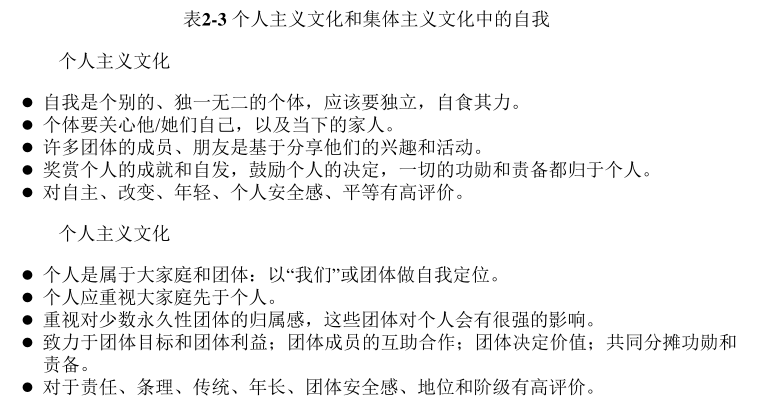 表2-3 个人主义文化和集体主义文化中的自我
个人主义文化
● 自我是个别的、独一无二的个体，应该要独立，自食其力。
● 个体要关心他/她们自己，以及当下的家人。
● 许多团体的成员、朋友是基于分享他们的兴趣和活动。
● 奖赏个人的成就和自发，鼓励个人的决定，一切的功勋和责备都归于个人。
● 对自主、改变、年轻、个人安全感、平等有高评价。
个人主义文化
● 个人是属于大家庭和团体：以“我们”或团体做自我定位。
● 个人应重视大家庭先于个人。
● 重视对少数永久性团体的归属感，这些团体对个人会有很强的影响。
● 致力于团体目标和团体利益；团体成员的互助合作；团体决定价值；共同分摊功勋和
责备。
● 对于责任、条理、传统、年长、团体安全感、地位和阶级有高评价。